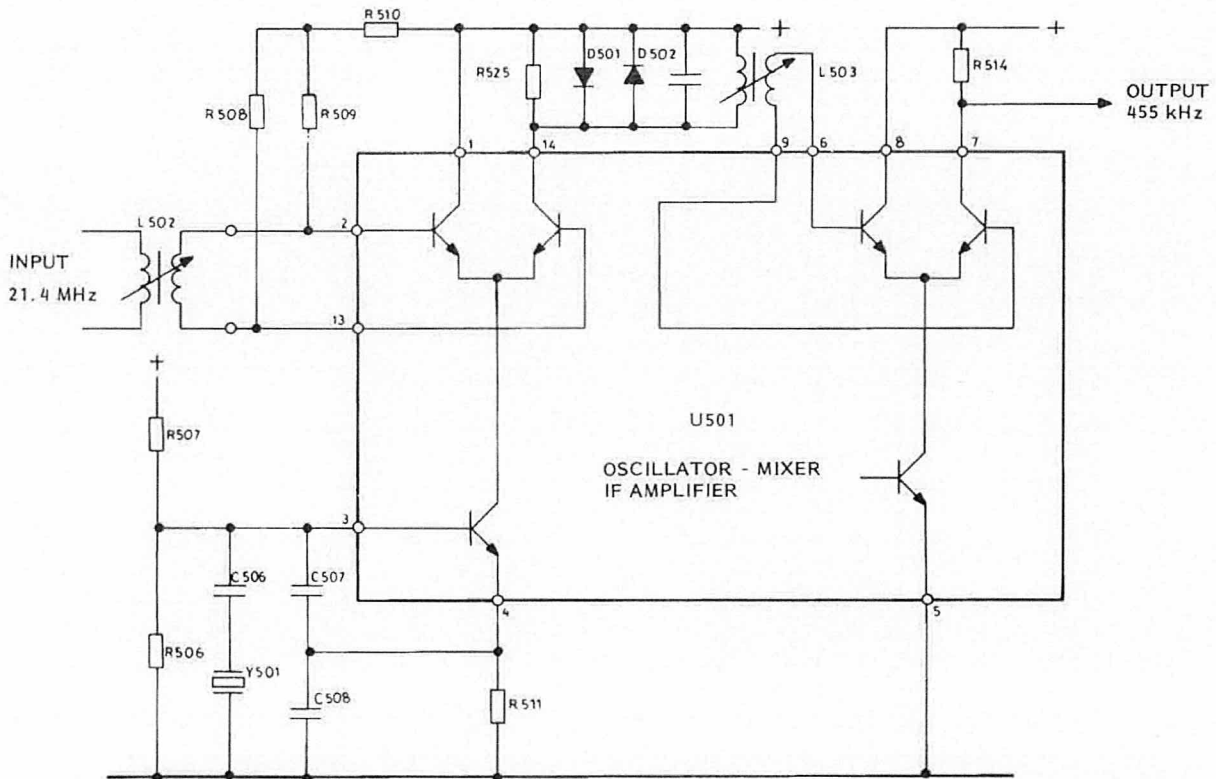 R510
+
+
R508
R509
R525
D501
D502
L503
R514
OUTPUT
455 kHz
1
14
9
6
8
7
L502
2
INPUT
21.4 MHz
13
+
U501
R507
OSCILLATOR - MIXER
IF AMPLIFIER
3
C506
C507
4
5
R506
Y501
C508
R511